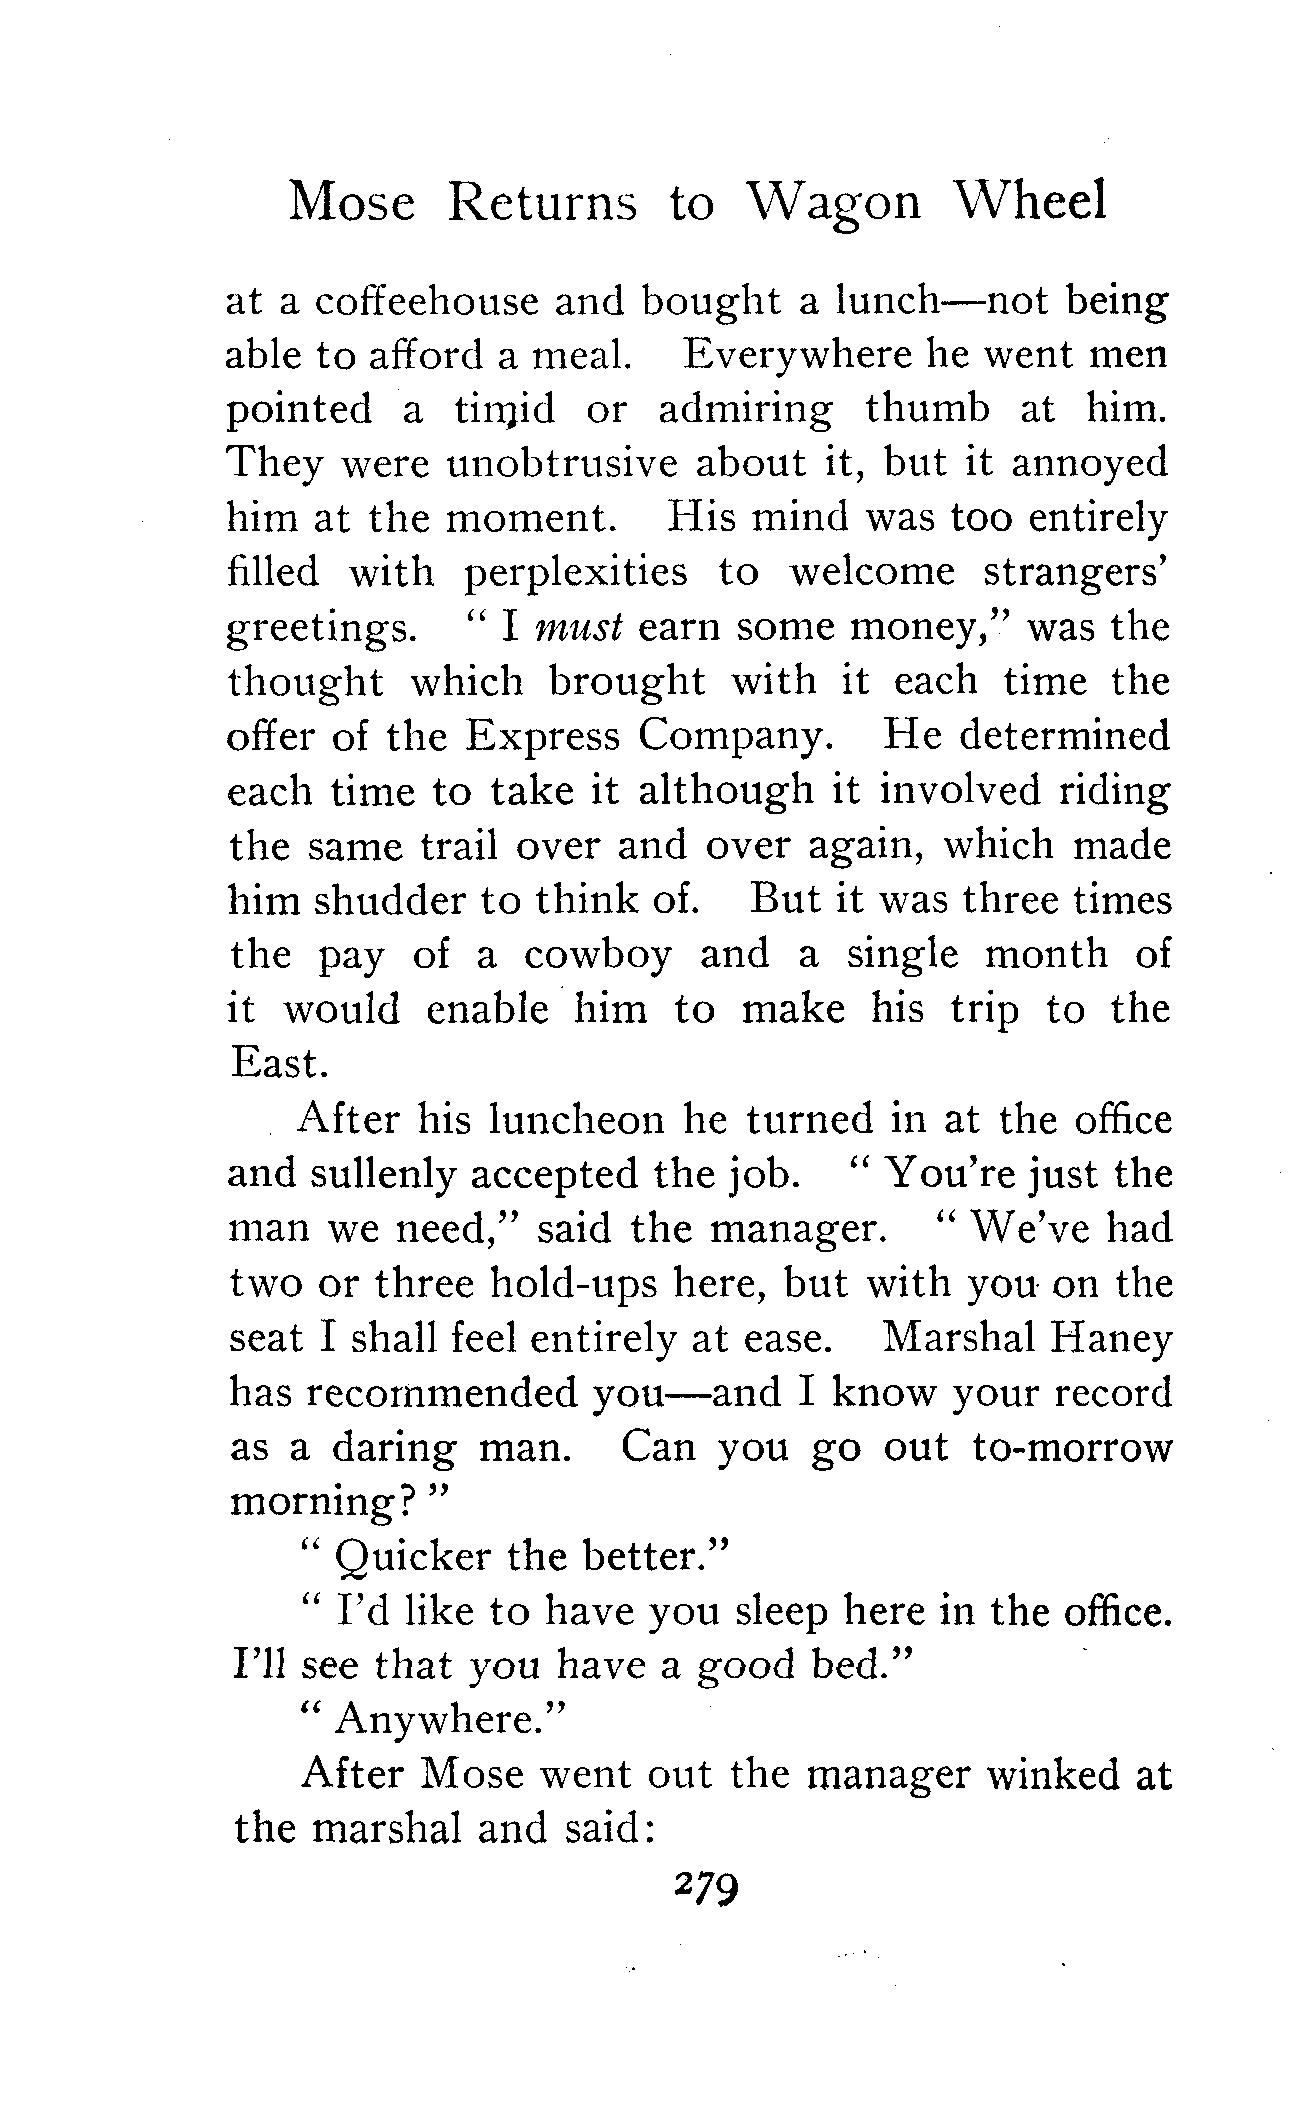 Mose Returns to Wagon Wheel
at a coffeehouse and bought a lunch—not being
able to afford a meal. Everywhere he went men
pointed a timid or admiring thumb at him.
They were unobtrusive about it, but it annoyed
him at the moment. His mind was too entirely
filled with perplexities to welcome strangers'
greetings. " I must earn some money," was the
thought which brought with it each time the
offer of the Express Company. He determined
each time to take it although it involved riding
the same trail over and over again, which made
him shudder to think of. But it was three times
the pay of a cowboy and a single month of
it would enable him to make his trip to the
East.
After his luncheon he turned in at the office
and sullenly accepted the job. " You're just the
man we need," said the manager. " We've had
two or three hold-ups here, but with you on the
seat I shall feel entirely at ease. Marshal Haney
has recommended you—and I know your record
as a daring man. Can you go out to-morrow
morning? "
" Quicker the better."
" I'd like to have you sleep here in the office.
I'll see that you have a good bed."
" Anywhere."
After Mose went out the manager winked at
the marshal and said:
279